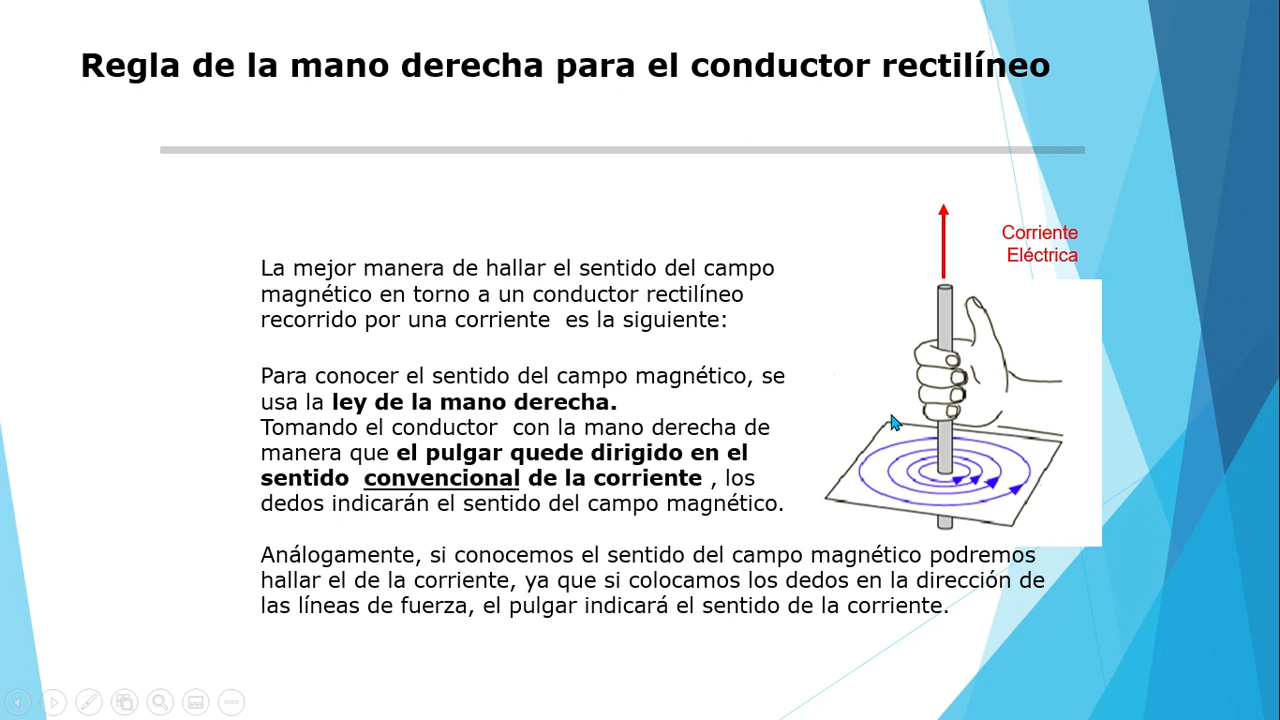 Regla de la mano derecha para el conductor rectilíneo
Corriente
Eléctrica
La mejor manera de hallar el sentido del campo
magnético en torno a un conductor rectilíneo
recorrido por una corriente  es la siguiente:
Para conocer el sentido del campo magnético, se
usa la ley de la mano derecha.
Tomando el conductor  con la mano derecha de
manera que el pulgar quede dirigido en el
sentido  convencional de la corriente , los
dedos indicarán el sentido del campo magnético.
Análogamente, si conocemos el sentido del campo magnético podremos
hallar el de la corriente, ya que si colocamos los dedos en la dirección de
las líneas de fuerza, el pulgar indicará el sentido de la corriente.